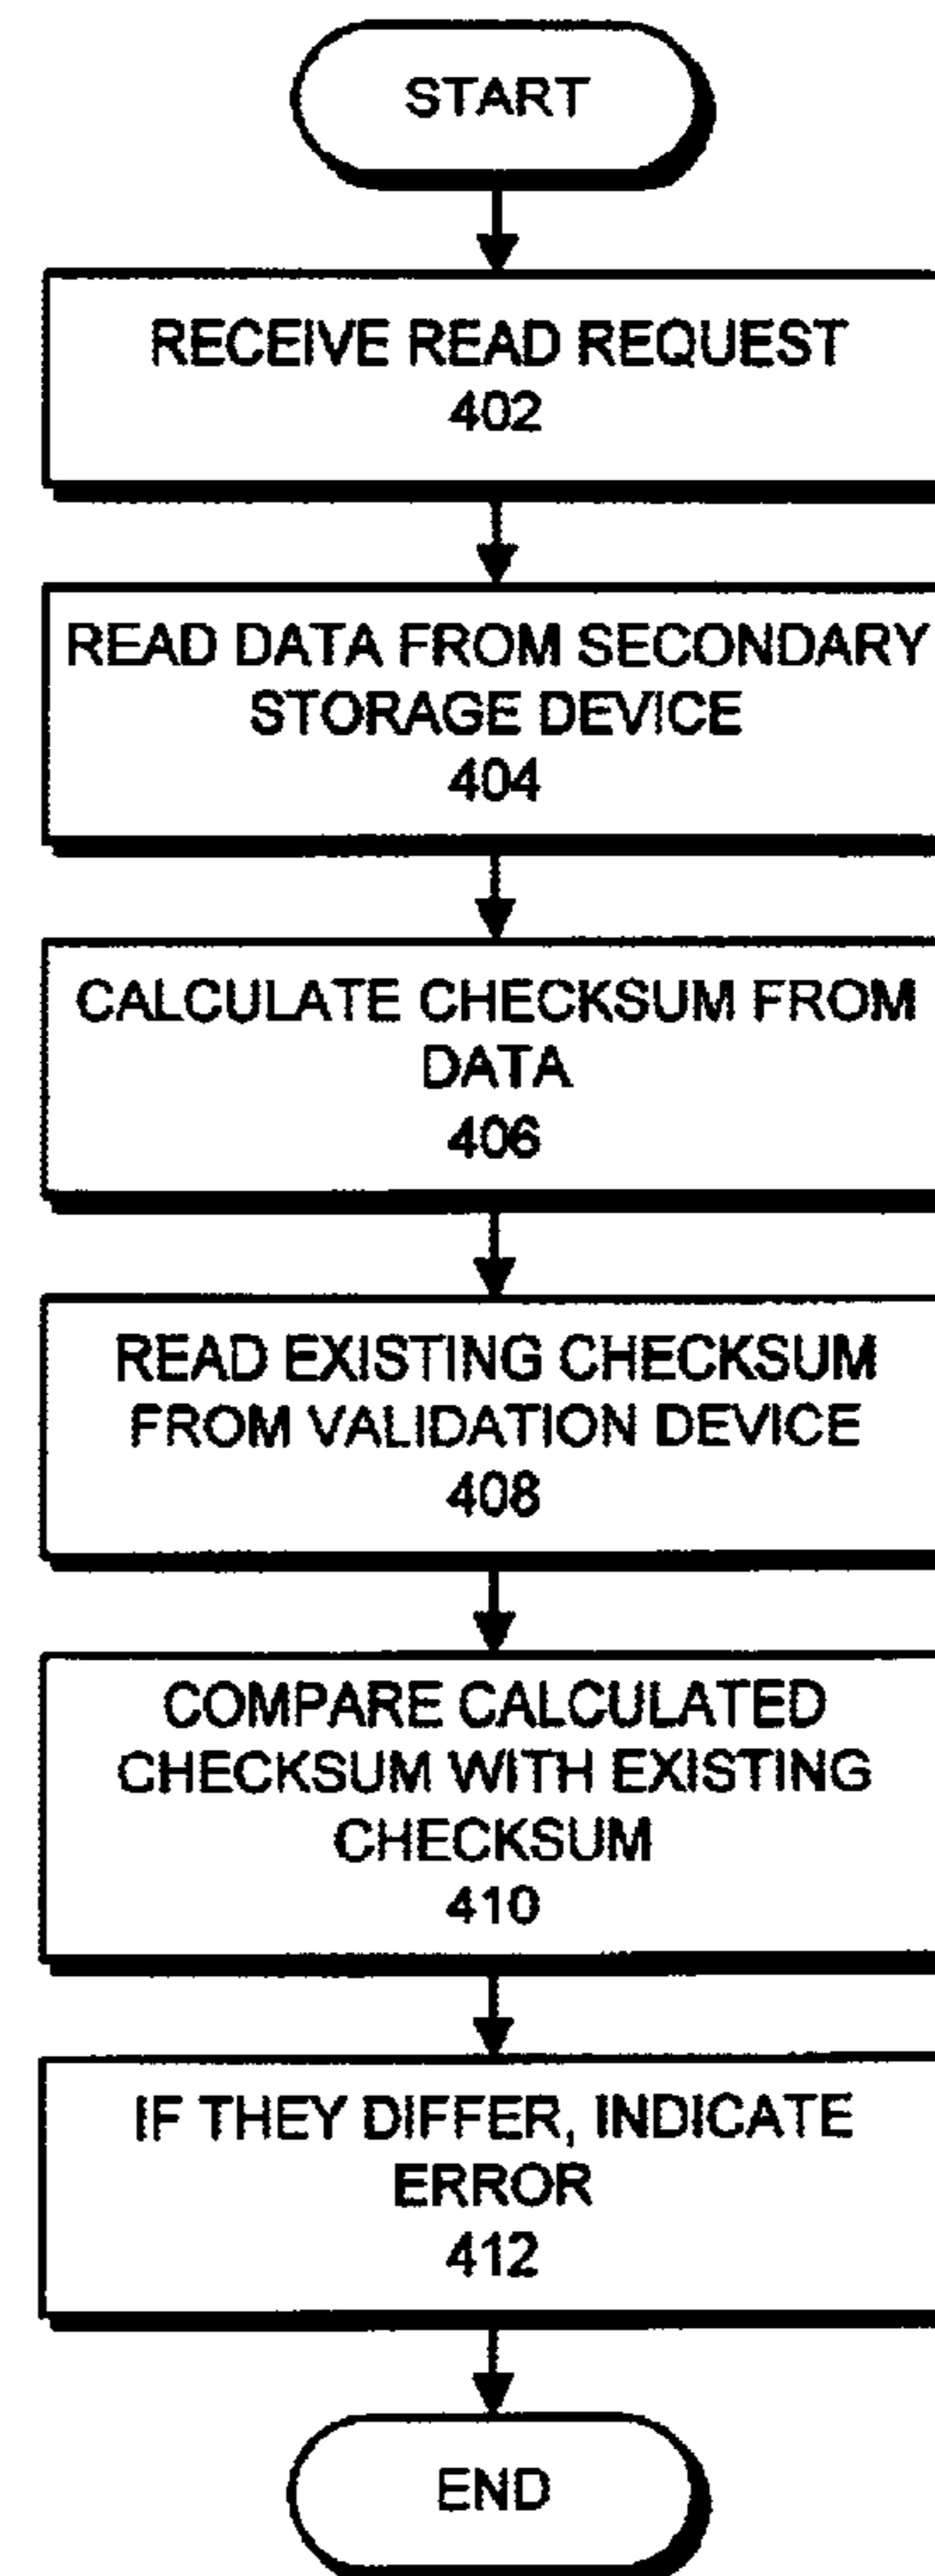 START
RECEIVE READ REQUEST
402
READ DATA FROM SECONDARY
STORAGE DEVICE
404
CALCULATE CHECKSUM FROM
DATA
406
READ EXISTING CHECKSUM
FROM VALIDATION DEVICE
408
COMPARE CALCULATED
CHECKSUM WITH EXISTING
CHECKSUM
410
IF THEY DIFFER, INDICATE
ERROR
412
END